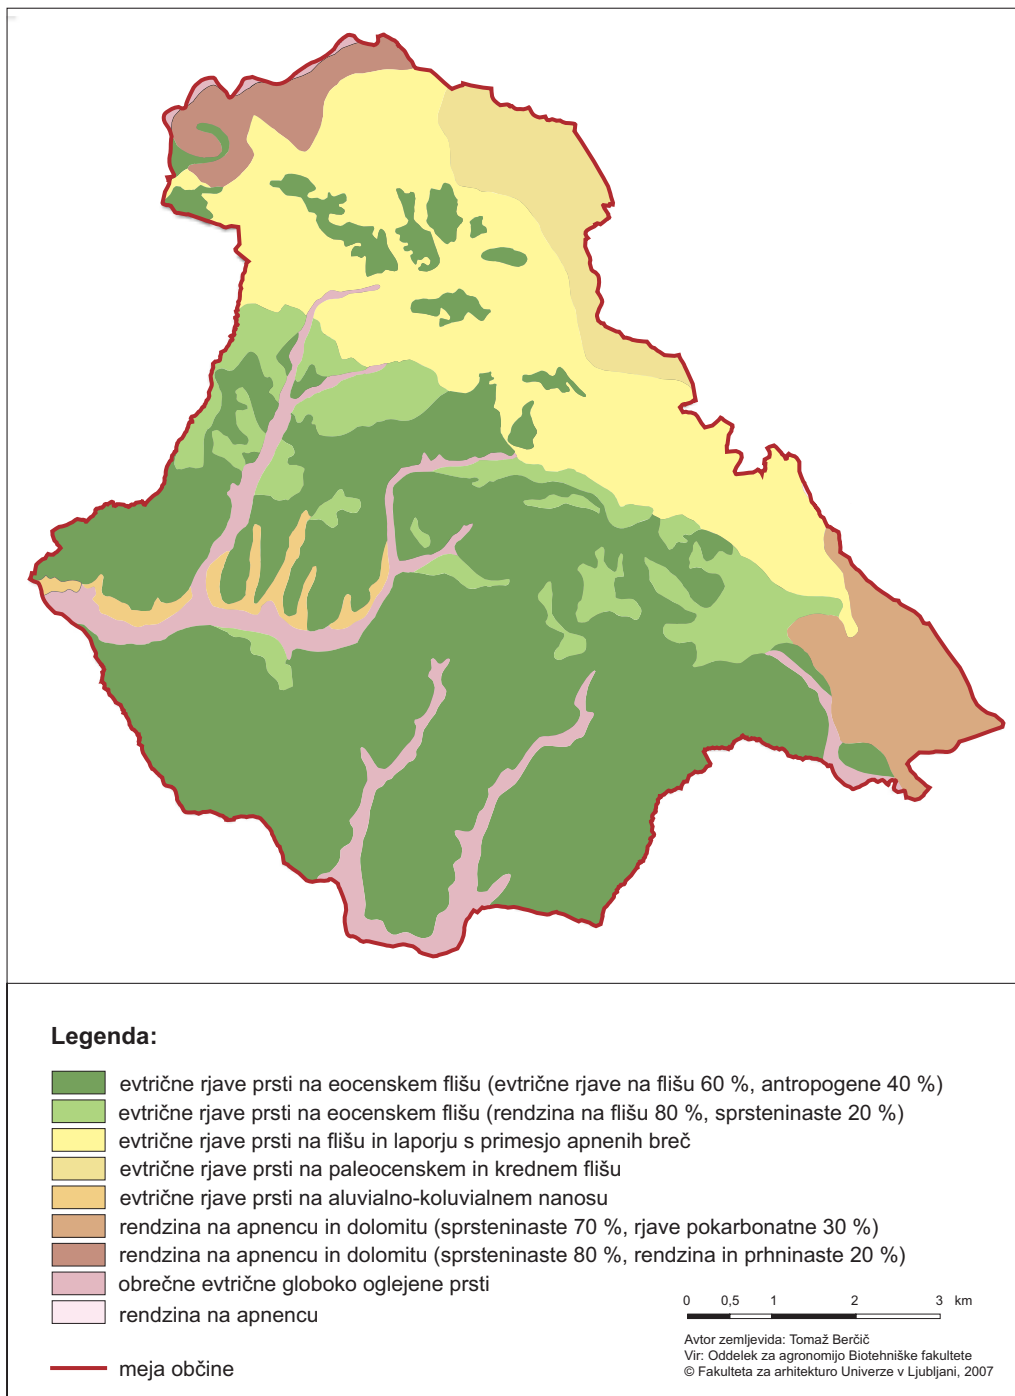 Legenda:
evtrične rjave prsti na eocenskem flišu (evtrične rjave na flišu 60 %, antropogene 40 %)
evtrične rjave prsti na eocenskem flišu (rendzina na flišu 80 %, sprsteninaste 20 %)
evtrične rjave prsti na flišu in laporju s primesjo apnenih breč
evtrične rjave prsti na paleocenskem in krednem flišu
evtrične rjave prsti na aluvialno-koluvialnem nanosu
rendzina na apnencu in dolomitu (sprsteninaste 70 %, rjave pokarbonatne 30 %)
rendzina na apnencu in dolomitu (sprsteninaste 80 %, rendzina in prhninaste 20 %)
obrečne evtrične globoko oglejene prsti
rendzina na apnencu
meja občine
0 0,5 1 2 3 km
Avtor zemljevida: Tomaž Berčič
Vir: Oddelek za agronomijo Biotehniške fakultete
© Fakulteta za arhitekturo Univerze v Ljubljani, 2007